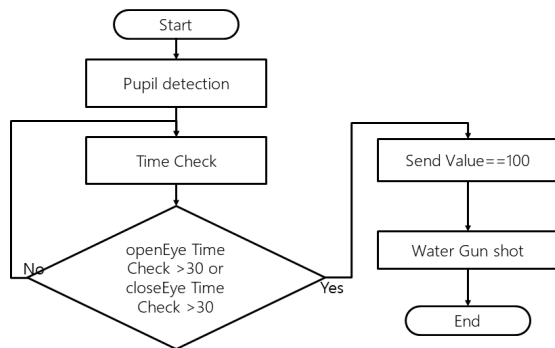 Start
Pupil detection
Time Check
openEye Time
Check >30 or
closeEye Time
Check >30
No
Yes
Send Value==100
Water Gun shot
End